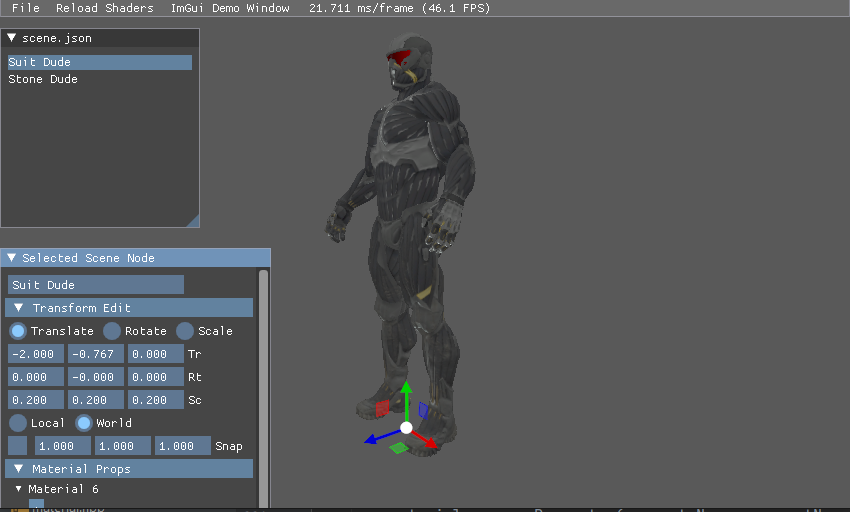 File Reload Shaders ImGui Demo Window 21.711 ms/frame (46.1 FPS)
scene.json
Suit Dude
Stone Dude
Selected Scene Node
Suit Dude
Transform Edit
Translate Rotate Scale
-2.000 -0.767 0.000 Tr
0.000 -0.000 0.000 Rt
0.200 0.200 0.200 Sc
Local World
1.000 1.000 1.000 Snap
Material Props
Material 6